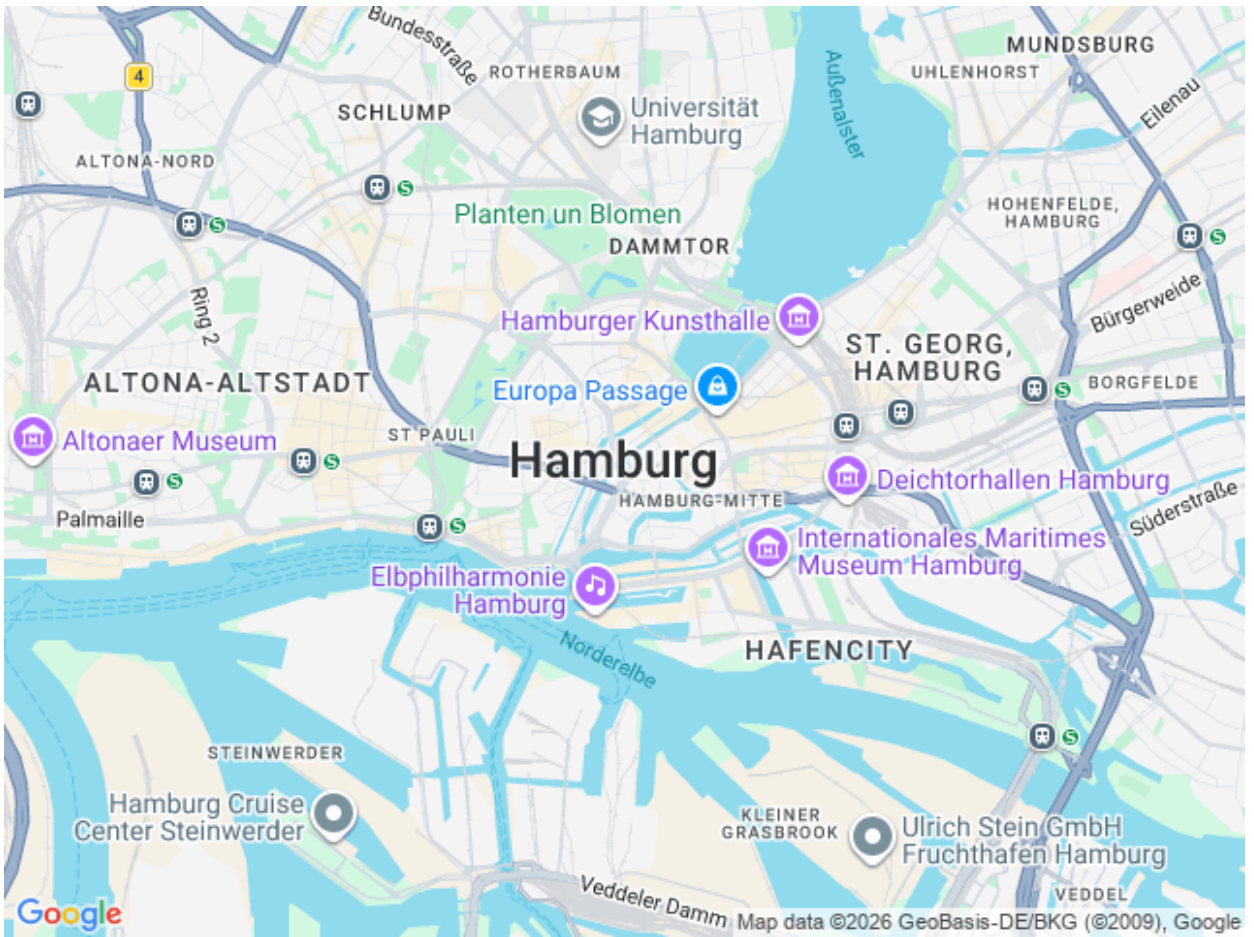 Bundesstraße
MUNDSBURG
ROTHERBAUM
UHLENHORST
4
Außenalster
Eilenau
SCHLUMP
Universität
Hamburg
ALTONA-NORD
S
Planten un Blomen
HOHENFELDE,
HAMBURG
S
S
DAMMTOR
Ring 2
Bürgerweide
Hamburger Kunsthalle
ST. GEORG,
HAMBURG
ALTONA-ALTSTADT
Europa Passage
S
BORGFELDE
Altonaer Museum
ST PAULI
Hamburg
S
S
Deichtorhallen Hamburg
HAMBURG-MITTE
Palmaille
S
Süderstraße
Internationales Maritimes
Museum Hamburg
Elbphilharmonie
Hamburg
Norderelbe
HAFENCITY
S
STEINWERDER
Hamburg Cruise
Center Steinwerder
KLEINER
GRASBROOK
Ulrich Stein GmbH
Fruchthafen Hamburg
Veddeler Damm
VEDDEL
Google
Map data ©2026 GeoBasis-DE/BKG (©2009), Google